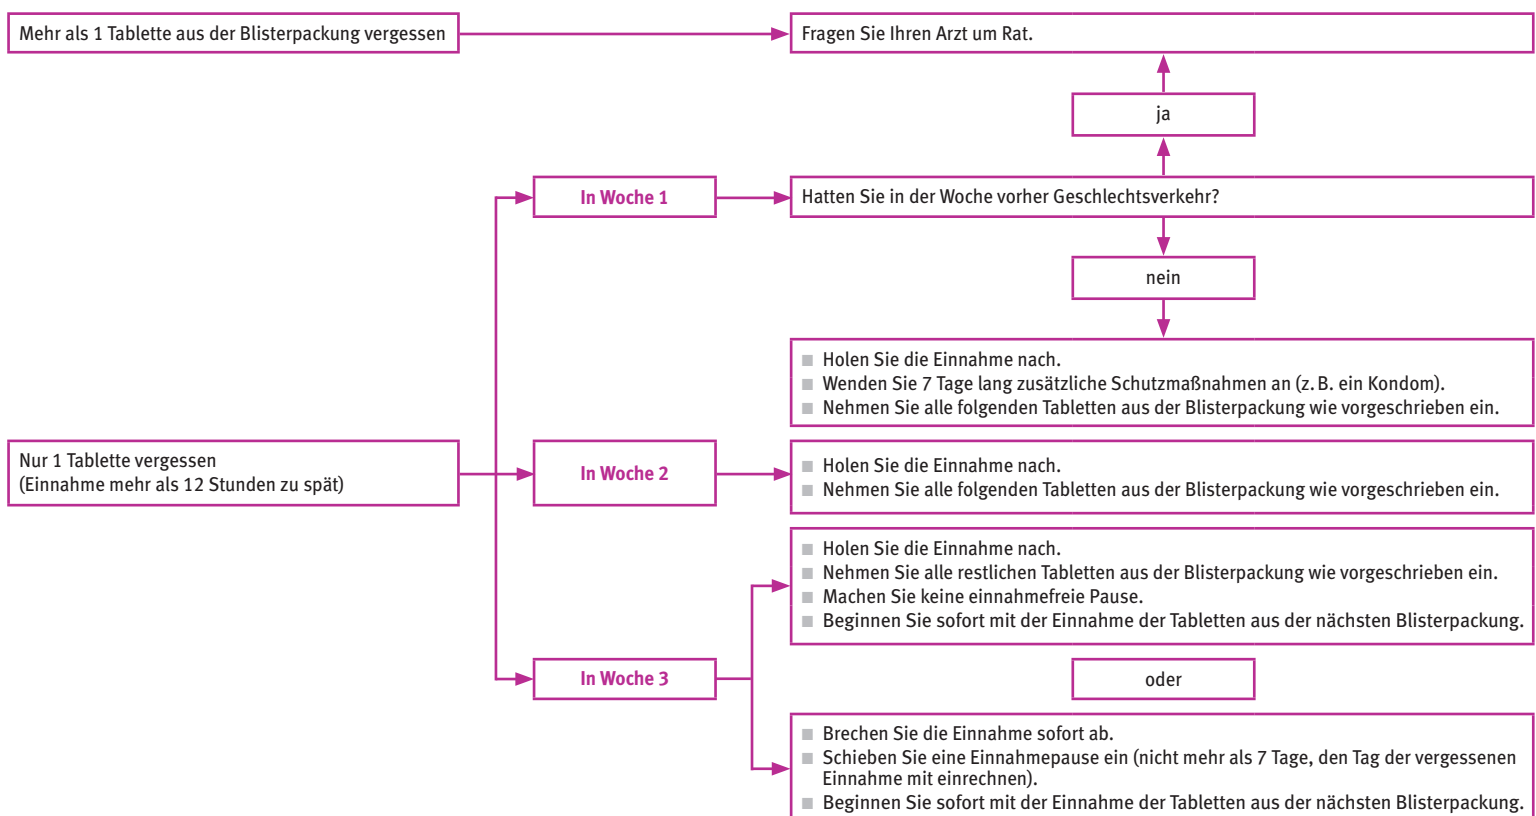 Mehr als 1 Tablette aus der Blisterpackung vergessen
Fragen Sie Ihren Arzt um Rat.
ja
In Woche 1
Hatten Sie in der Woche vorher Geschlechtsverkehr?
nein
■ Holen Sie die Einnahme nach.
■ Wenden Sie 7 Tage lang zusätzliche Schutzmaßnahmen an (z. B. ein Kondom).
■ Nehmen Sie alle folgenden Tabletten aus der Blisterpackung wie vorgeschrieben ein.
Nur 1 Tablette vergessen
(Einnahme mehr als 12 Stunden zu spät)
In Woche 2
■ Holen Sie die Einnahme nach.
■ Nehmen Sie alle folgenden Tabletten aus der Blisterpackung wie vorgeschrieben ein.
■ Holen Sie die Einnahme nach.
■ Nehmen Sie alle restlichen Tabletten aus der Blisterpackung wie vorgeschrieben ein.
■ Machen Sie keine einnahmefreie Pause.
■ Beginnen Sie sofort mit der Einnahme der Tabletten aus der nächsten Blisterpackung.
In Woche 3
oder
■ Brechen Sie die Einnahme sofort ab.
■ Schieben Sie eine Einnahmepause ein (nicht mehr als 7 Tage, den Tag der vergessenen
Einnahme mit einrechnen).
■ Beginnen Sie sofort mit der Einnahme der Tabletten aus der nächsten Blisterpackung.